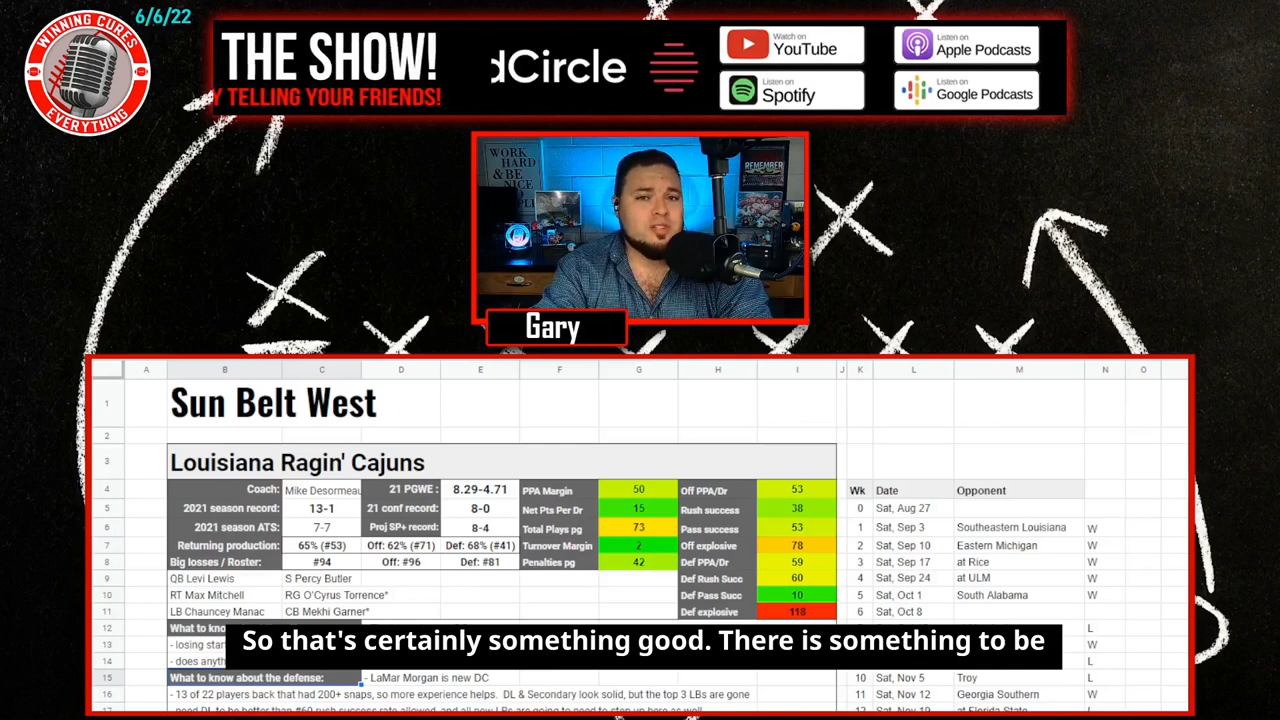 6/6/22
WINNING CURES
EVERYTHING
THE SHOW!
Y TELLING YOUR FRIENDS!
dCircle
Watch on
YouTube
Listen on
Spotify
Listen on
Apple Podcasts
Listen on
Google Podcasts
WORK
HARD
& BE
NICE
REMEMBER
Gary
A B C D E F G H I J K L M N O
1 Sun Belt West
2
3 Louisiana Ragin' Cajuns
4 Coach: Mike Desormeau 21 PGWE : 8.29-4.71 PPA Margin 50 Off PPA/Dr 53 Wk Date Opponent
5 2021 season record: 13-1 21 conf record: 8-0 Net Pts Per Dr 15 Rush success 38 0 Sat, Aug 27
6 2021 season ATS: 7-7 Proj SP+ record: 8-4 Total Plays pg 73 Pass success 53 1 Sat, Sep 3 Southeastern Louisiana W
7 Returning production: 65% (#53) Off: 62% (#71) Def: 68% (#41) Turnover Margin 2 Off explosive 78 2 Sat, Sep 10 Eastern Michigan W
8 Big losses / Roster: #94 Off: #96 Def: #81 Penalties pg 42 Def PPA/Dr 59 3 Sat, Sep 17 at Rice W
9 QB Levi Lewis S Percy Butler Def Rush Succ 60 4 Sat, Sep 24 at ULM W
10 RT Max Mitchell RG O'Cyrus Torrence* Def Pass Succ 10 5 Sat, Oct 1 South Alabama W
11 LB Chauncey Manac CB Mekhi Garner* Def explosive 118 6 Sat, Oct 8
12 What to kno L
13 - losing star W
14 - does anyth L
So that's certainly something good. There is something to be
15 What to know about the defense: - LaMar Morgan is new DC 10 Sat, Nov 5 Troy L
16 - 13 of 22 players back that had 200+ snaps, so more experience helps. DL & Secondary look solid, but the top 3 LBs are gone 11 Sat, Nov 12 Georgia Southern W